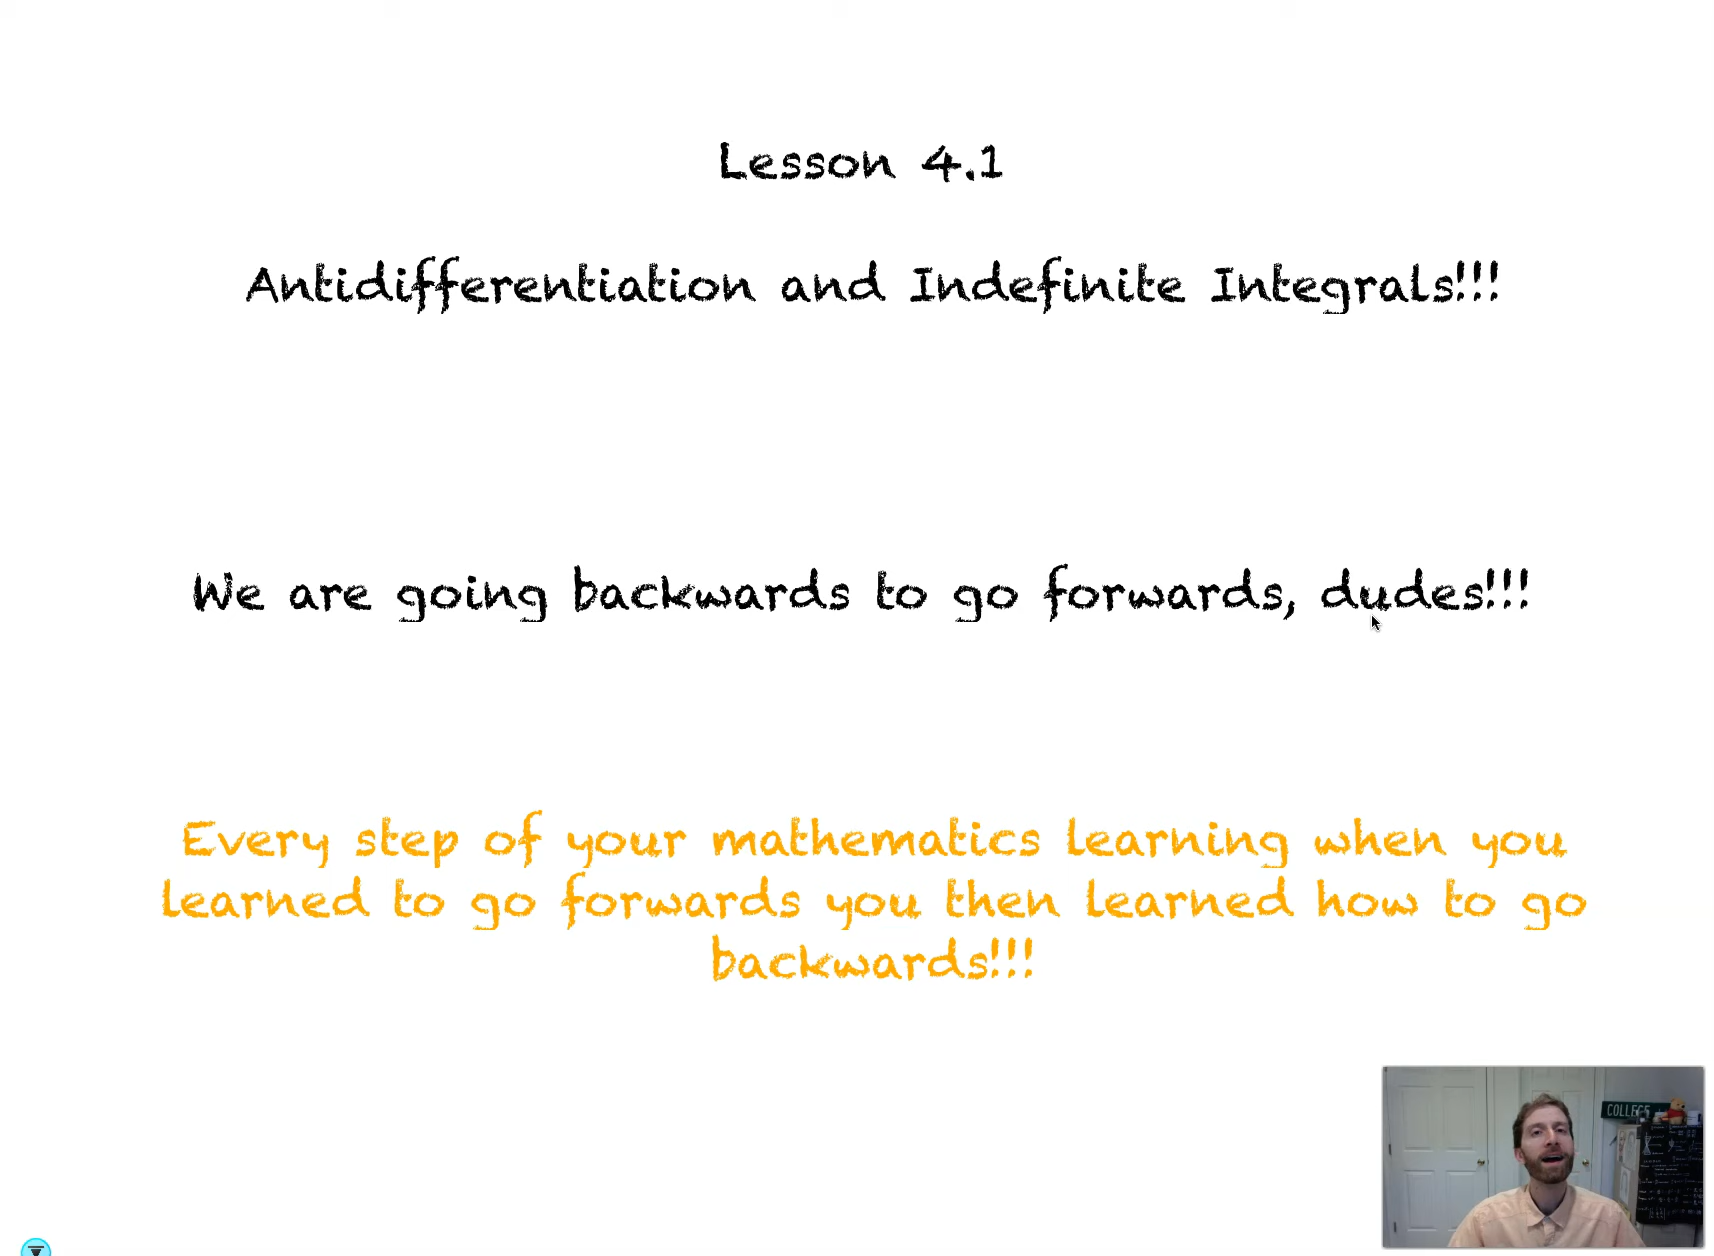 Lesson 4.1
Antidifferentiation and Indefinite Integrals!!!
We are going backwards to go forwards, dudes!!!
Every step of your mathematics learning when you
learned to go forwards you then learned how to go
backwards!!!
COLLEGE